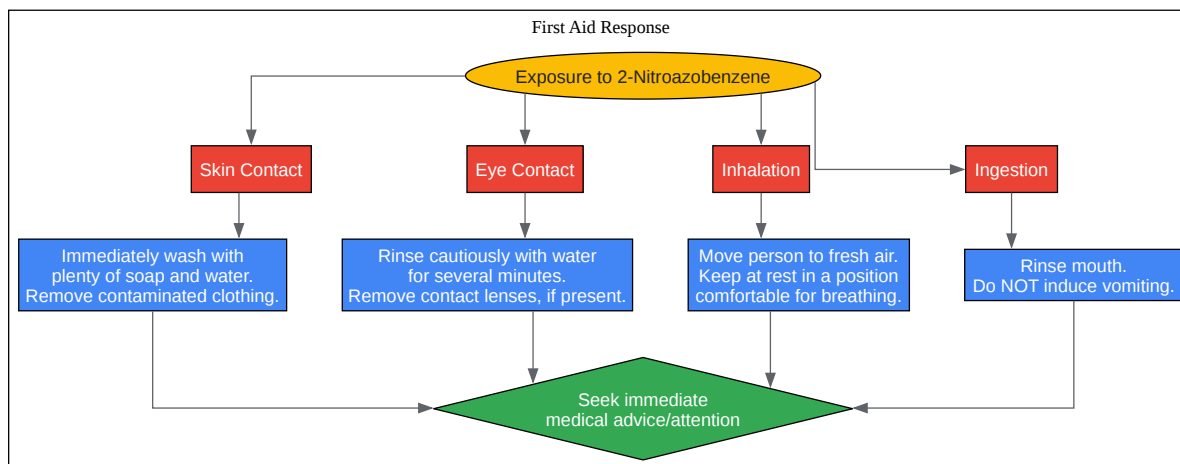 First Aid Response
Exposure to 2-Nitroazobenzene
Skin Contact
Eye Contact
Inhalation
Ingestion
Immediately wash with
plenty of soap and water.
Remove contaminated clothing.
Rinse cautiously with water
for several minutes.
Remove contact lenses, if present.
Move person to fresh air.
Keep at rest in a position
comfortable for breathing.
Rinse mouth.
Do NOT induce vomiting.
Seek immediate
medical advice/attention